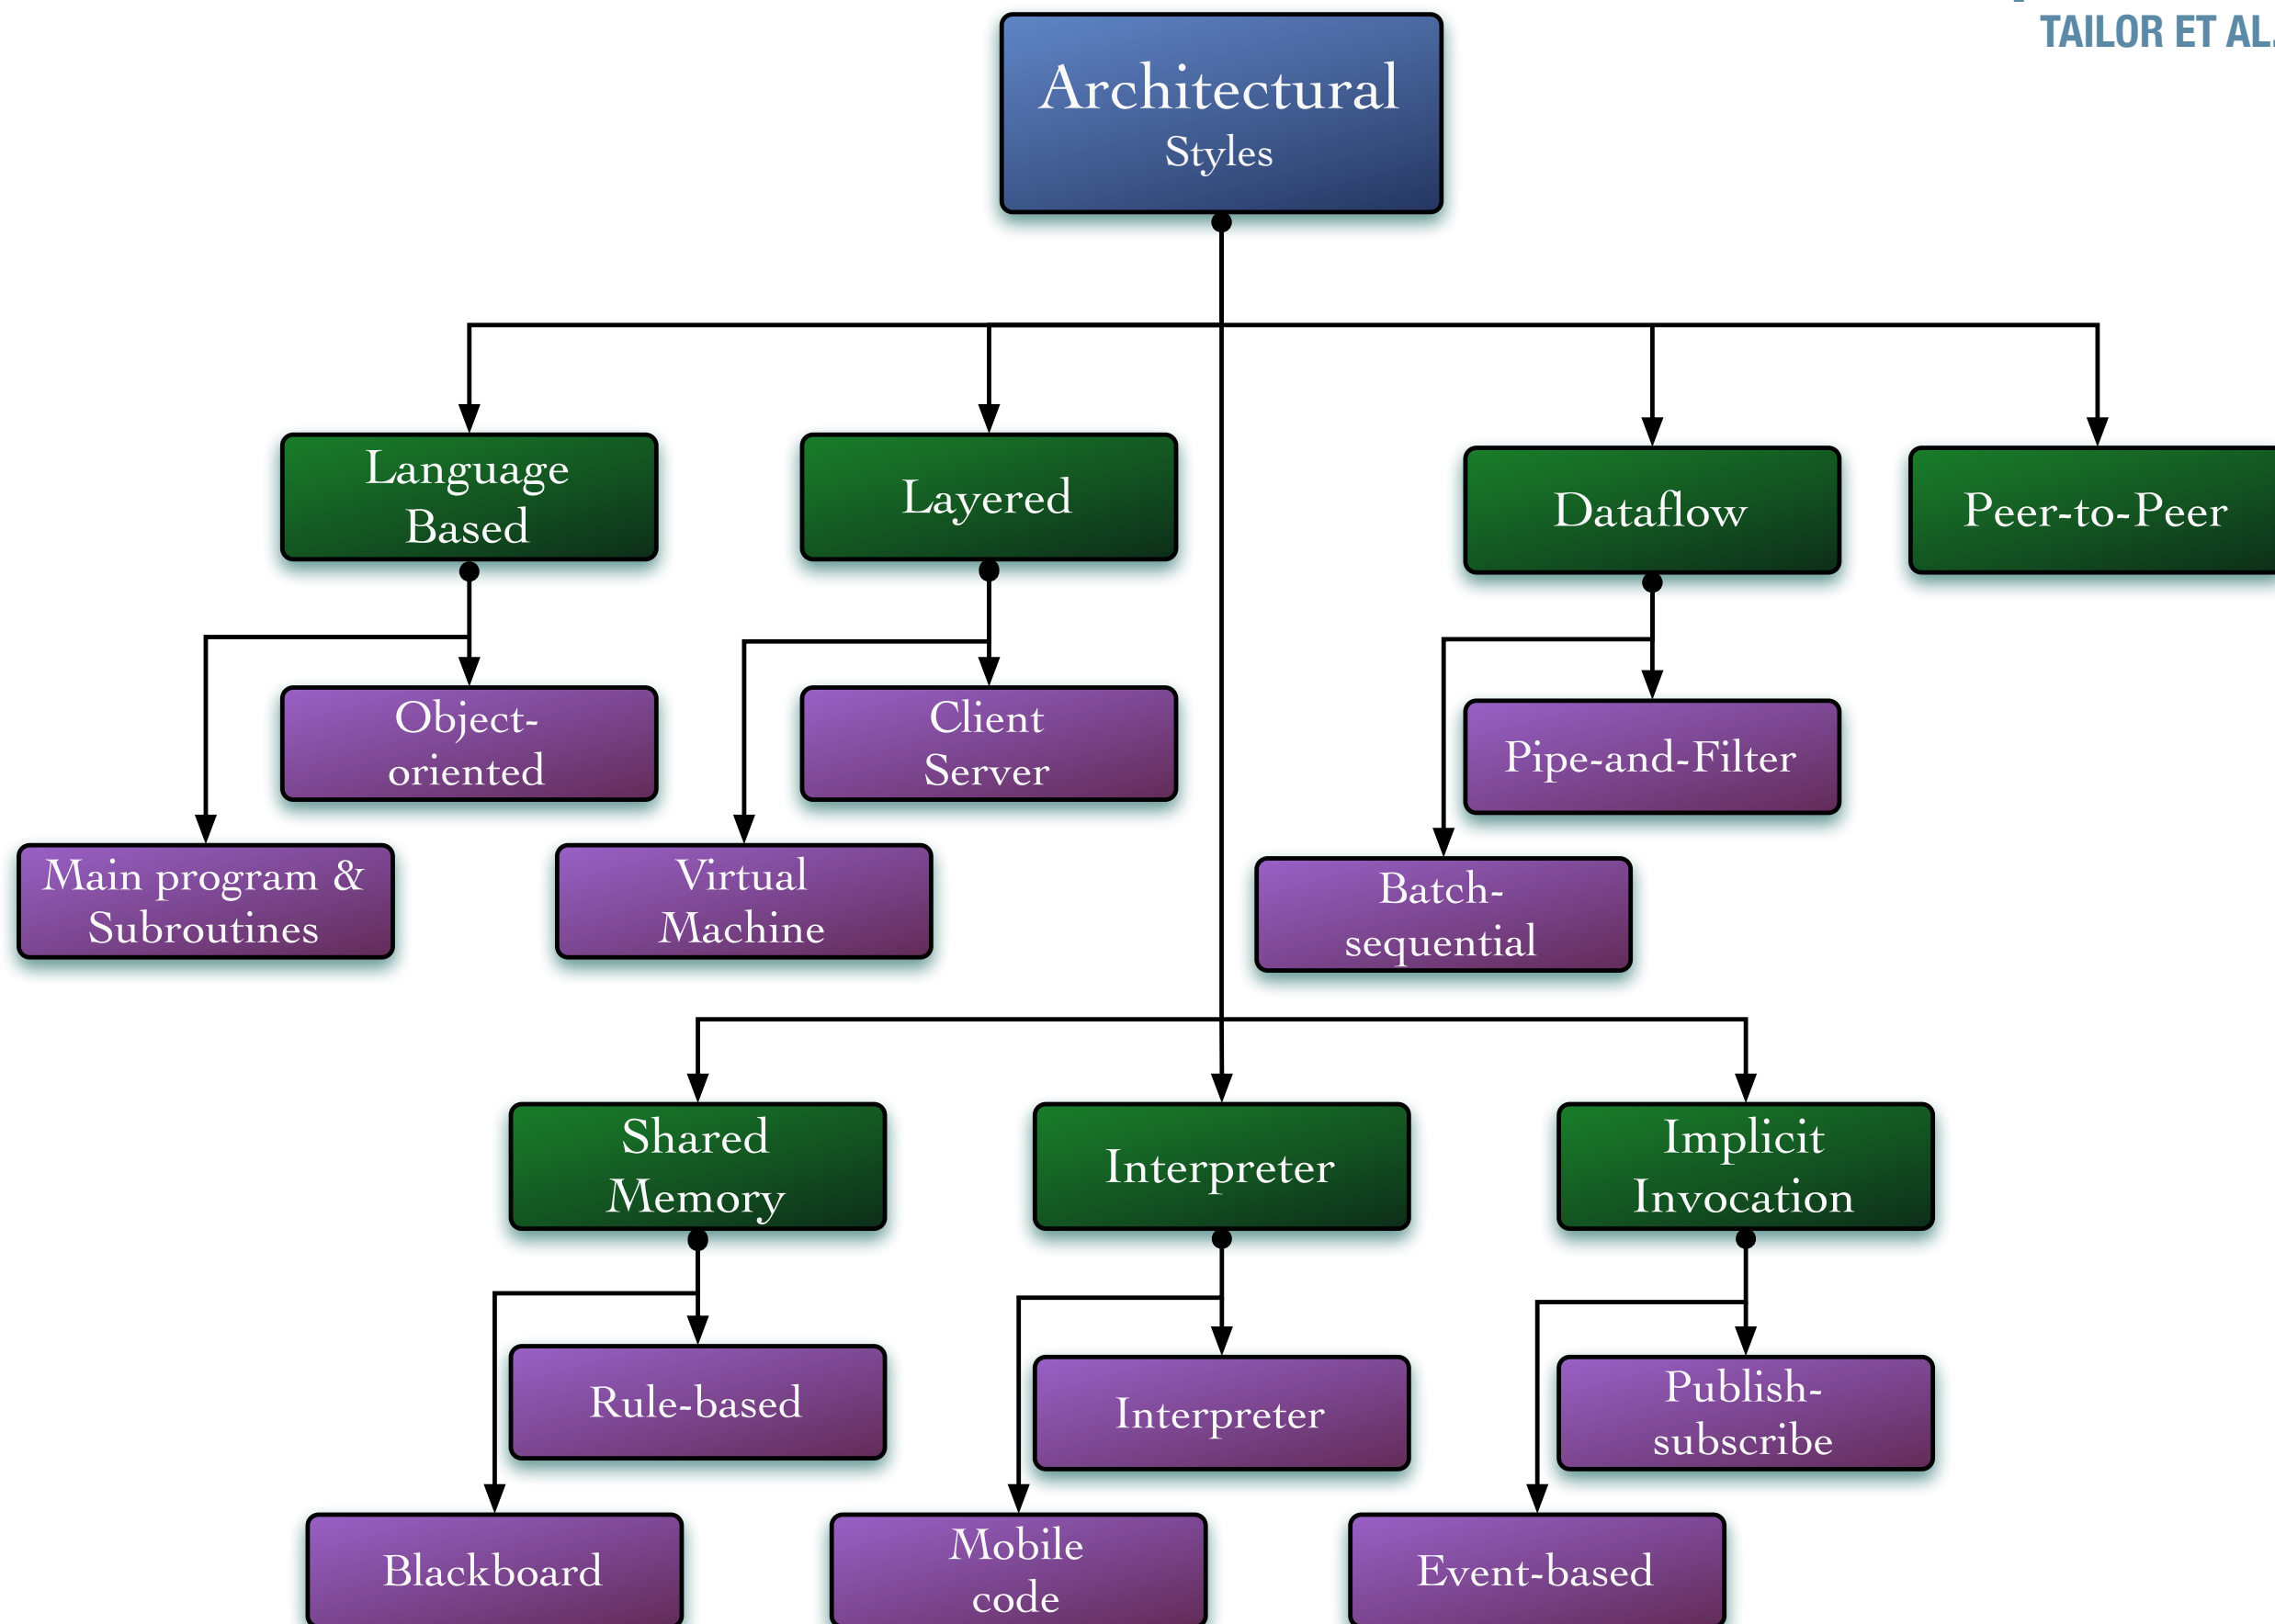 TAILOR ET AL.
Architectural
Styles
Language
Based
Layered
Dataflow
Peer-to-Peer
Object-
oriented
Client
Server
Pipe-and-Filter
Main program &
Subroutines
Virtual
Machine
Batch-
sequential
Shared
Memory
Interpreter
Implicit
Invocation
Rule-based
Interpreter
Publish-
subscribe
Blackboard
Mobile
code
Event-based